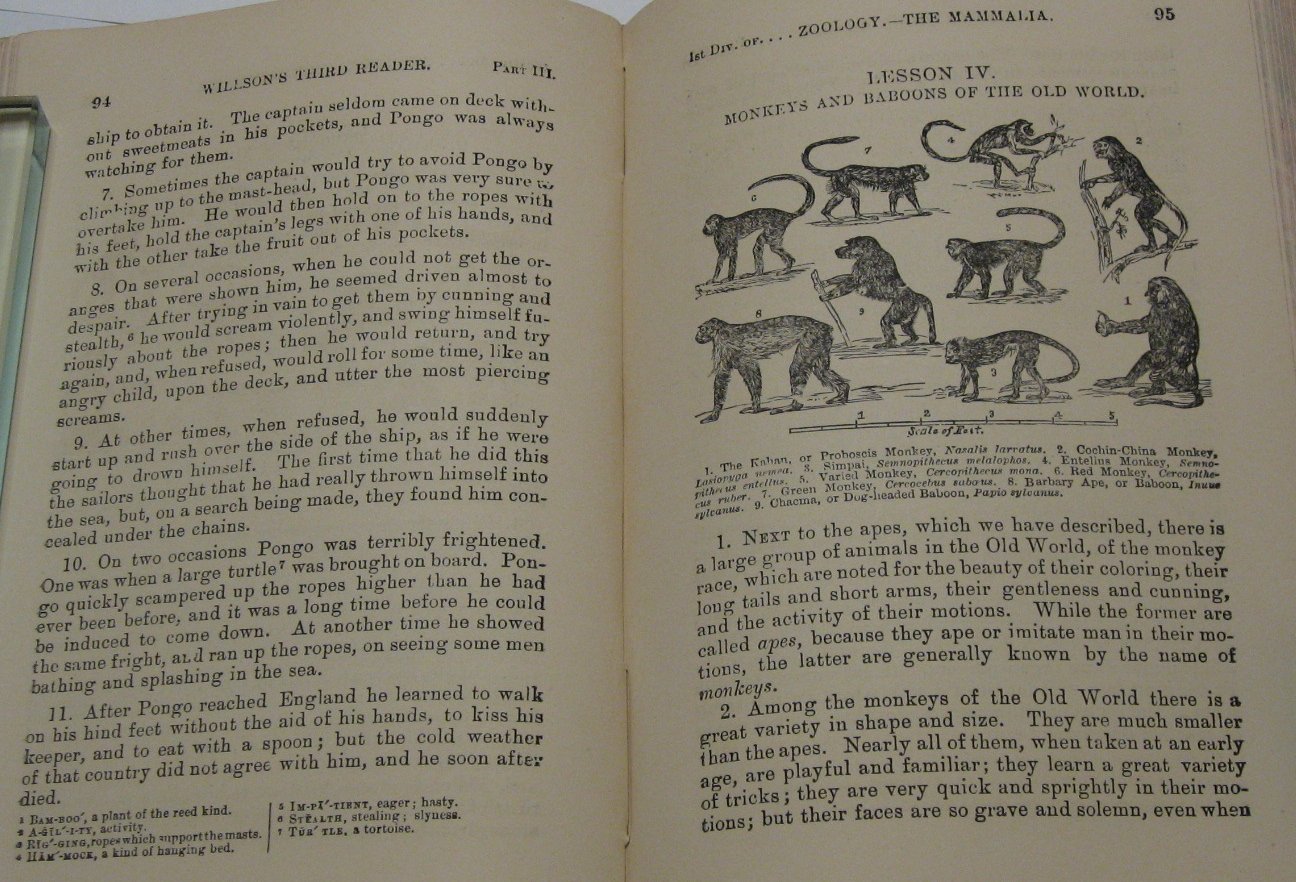 94
WILLSON'S THIRD READER.
PART III.
ship to obtain it. The captain seldom came on deck with-
out sweetmeats in his pockets, and Pongo was always
watching for them.
7. Sometimes the captain would try to avoid Pongo by
climbing up to the mast-head, but Pongo was very sure to
overtake him. He would then hold on to the ropes with
his feet, hold the captain's legs with one of his hands, and
with the other take the fruit out of his pockets.
8. On several occasions, when he could not get the or-
anges that were shown him, he seemed driven almost to
despair. After trying in vain to get them by cunning and
stealth,⁶ he would scream violently, and swing himself fu-
riously about the ropes; then he would return, and try
again, and, when refused, would roll for some time, like an
angry child, upon the deck, and utter the most piercing
screams.
9. At other times, when refused, he would suddenly
start up and rush over the side of the ship, as if he were
going to drown himself. The first time that he did this
the sailors thought that he had really thrown himself into
the sea, but, on a search being made, they found him con-
cealed under the chains.
10. On two occasions Pongo was terribly frightened.
One was when a large turtle⁷ was brought on board. Pon-
go quickly scampered up the ropes higher than he had
ever been before, and it was a long time before he could
be induced to come down. At another time he showed
the same fright, and ran up the ropes, on seeing some men
bathing and splashing in the sea.
11. After Pongo reached England he learned to walk
on his hind feet without the aid of his hands, to kiss his
keeper, and to eat with a spoon; but the cold weather
of that country did not agree with him, and he soon after
died.
1 BAM-BOO′, a plant of the reed kind.
2 A-ĠĬL′-I-TY, activity.
3 RĬG′-GING, ropes which support the masts.
4 HĂM′-MOCK, a kind of hanging bed.
5 IM-PĪ′-TIENT, eager; hasty.
6 STĔALTH, stealing; slyness.
7 TÛR′TLE, a tortoise.
1st DIV. OF.... ZOOLOGY.—THE MAMMALIA.
95
LESSON IV.
MONKEYS AND BABOONS OF THE OLD WORLD.
7
4
2
6
5
9
1
8
3
1 2 3 4 5
Scale of Feet.
1. The Kahau, or Proboscis Monkey, Nasalis larratus. 2. Cochin-China Monkey,
Lasiopyga nemea. 3. Simpai, Semnopithecus melalophos. 4. Entellus Monkey, Semno-
pithecus entellus. 5. Varied Monkey, Cercopithecus mona. 6. Red Monkey, Cercopithe-
cus ruber. 7. Green Monkey, Cercocebus sabœus. 8. Barbary Ape, or Baboon, Inuus
sylvanus. 9. Chacma, or Dog-headed Baboon, Papio sylvanus.
1. NEXT to the apes, which we have described, there is
a large group of animals in the Old World, of the monkey
race, which are noted for the beauty of their coloring, their
long tails and short arms, their gentleness and cunning,
and the activity of their motions. While the former are
called apes, because they ape or imitate man in their mo-
tions, the latter are generally known by the name of
monkeys.
2. Among the monkeys of the Old World there is a
great variety in shape and size. They are much smaller
than the apes. Nearly all of them, when taken at an early
age, are playful and familiar; they learn a great variety
of tricks; they are very quick and sprightly in their mo-
tions; but their faces are so grave and solemn, even when